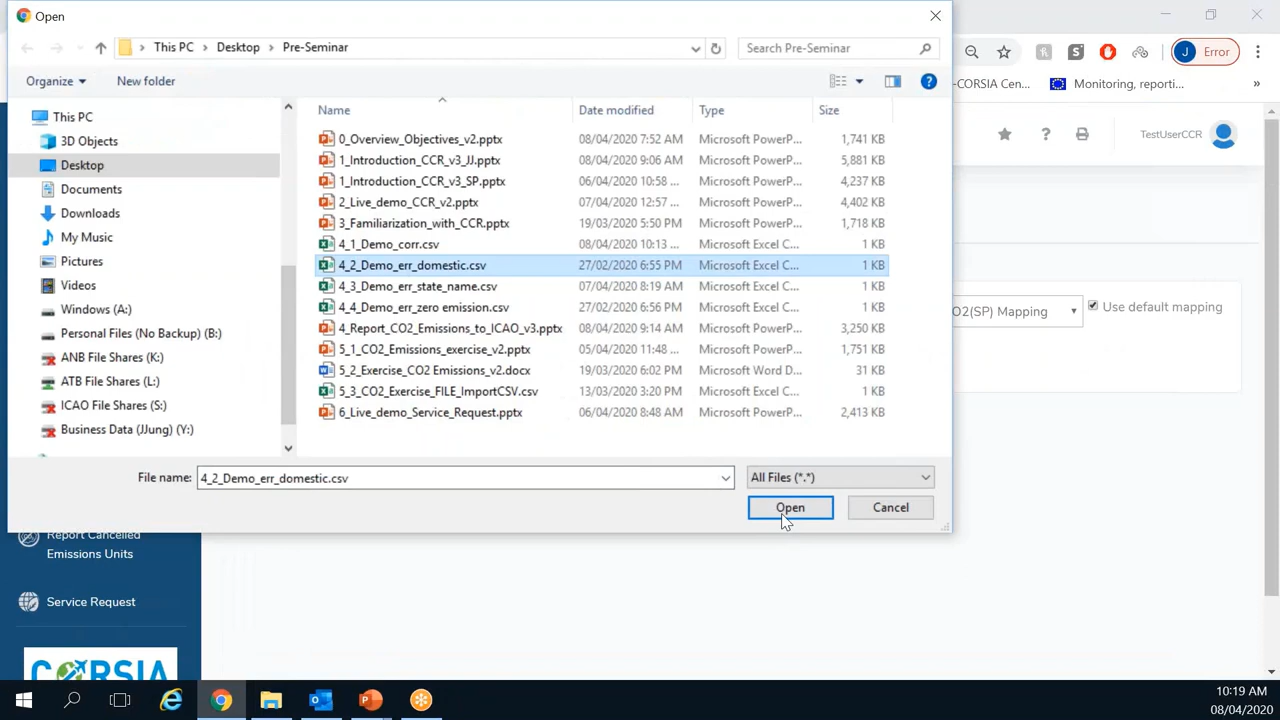 Open
This PC
Desktop
Pre-Seminar
Search Pre-Seminar
J Error
Organize
New folder
-CORSIA Cen...
Monitoring, reporti...
»
This PC
3D Objects
Desktop
Documents
Downloads
My Music
Pictures
Videos
Windows (A:)
Personal Files (No Backup) (B:)
ANB File Shares (K:)
ATB File Shares (L:)
ICAO File Shares (S:)
Business Data (JJung) (Y:)
Name Date modified Type Size
0_Overview_Objectives_v2.pptx 08/04/2020 7:52 AM Microsoft PowerP... 1,741 KB
1_Introduction_CCR_v3_JJ.pptx 08/04/2020 9:06 AM Microsoft PowerP... 5,881 KB
1_Introduction_CCR_v3_SP.pptx 06/04/2020 10:58 ... Microsoft PowerP... 4,237 KB
2_Live_demo_CCR_v2.pptx 07/04/2020 12:57 ... Microsoft PowerP... 4,402 KB
3_Familiarization_with_CCR.pptx 19/03/2020 5:50 PM Microsoft PowerP... 1,718 KB
4_1_Demo_corr.csv 08/04/2020 10:13 ... Microsoft Excel C... 1 KB
4_2_Demo_err_domestic.csv 27/02/2020 6:55 PM Microsoft Excel C... 1 KB
4_3_Demo_err_state_name.csv 07/04/2020 8:19 AM Microsoft Excel C... 1 KB
4_4_Demo_err_zero emission.csv 27/02/2020 6:56 PM Microsoft Excel C... 1 KB
4_Report_CO2_Emissions_to_ICAO_v3.pptx 08/04/2020 9:14 AM Microsoft PowerP... 3,250 KB
5_1_CO2_Emissions_exercise_v2.pptx 05/04/2020 11:48 ... Microsoft PowerP... 1,751 KB
5_2_Exercise_CO2 Emissions_v2.docx 19/03/2020 6:02 PM Microsoft Word D... 31 KB
5_3_CO2_Exercise_FILE_ImportCSV.csv 13/03/2020 3:20 PM Microsoft Excel C... 1 KB
6_Live_demo_Service_Request.pptx 06/04/2020 8:48 AM Microsoft PowerP... 2,413 KB
TestUserCCR
O2(SP) Mapping
Use default mapping
File name: 4_2_Demo_err_domestic.csv
All Files (*.*)
Open
Cancel
Report Cancelled
Emissions Units
Service Request
CORSIA
10:19 AM
08/04/2020